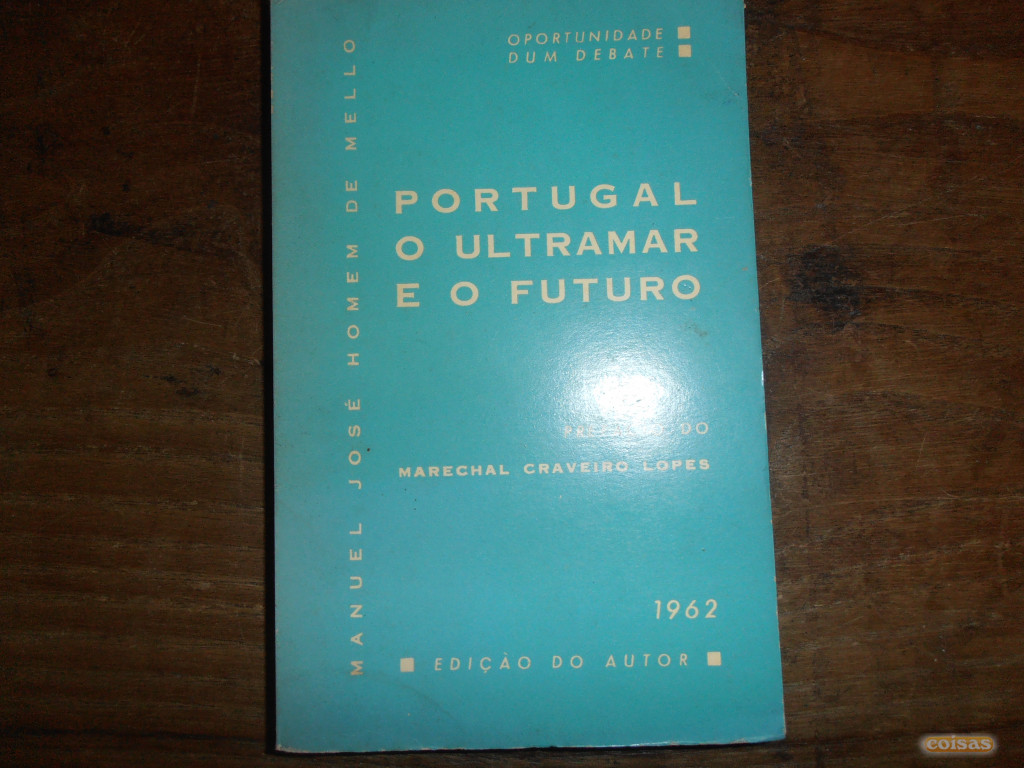 OPORTUNIDADE
DUM DEBATE
MANUEL JOSÉ HOMEM DE MELLO
PORTUGAL
O ULTRAMAR
E O FUTURO
DO
MARECHAL CRAVEIRO LOPES
1962
EDIÇÃO DO AUTOR
coisas